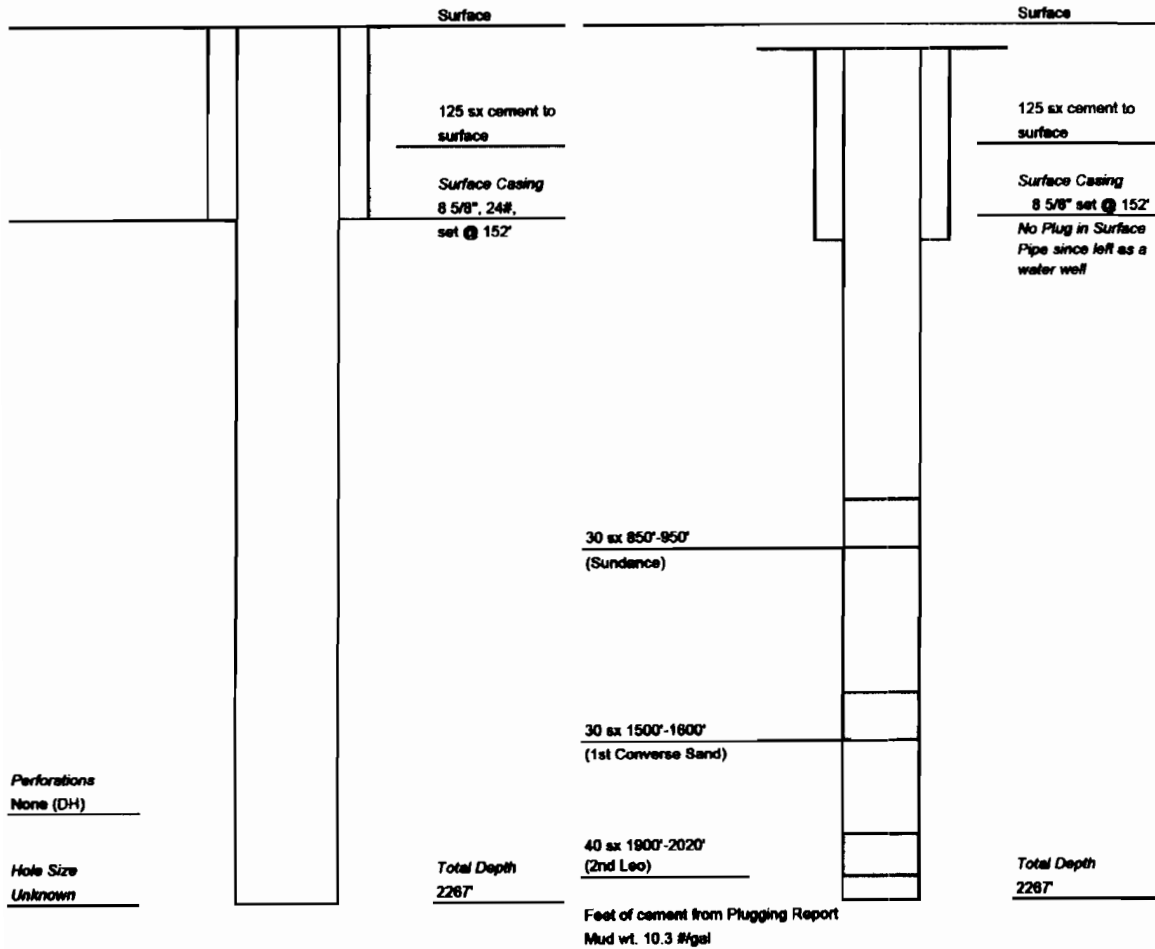 Surface
125 sx cement to
surface
Surface Casing
8 5/8", 24#,
set @ 152'
Perforations
None (DH)
Hole Size
Unknown
Total Depth
2267'
Surface
125 sx cement to
surface
Surface Casing
8 5/8" set @ 152'
No Plug in Surface
Pipe since left as a
water well
30 sx 850'-950'
(Sundance)
30 sx 1500'-1600'
(1st Converse Sand)
40 sx 1900'-2020'
(2nd Leo)
Total Depth
2267'
Feet of cement from Plugging Report
Mud wt. 10.3 #/gal